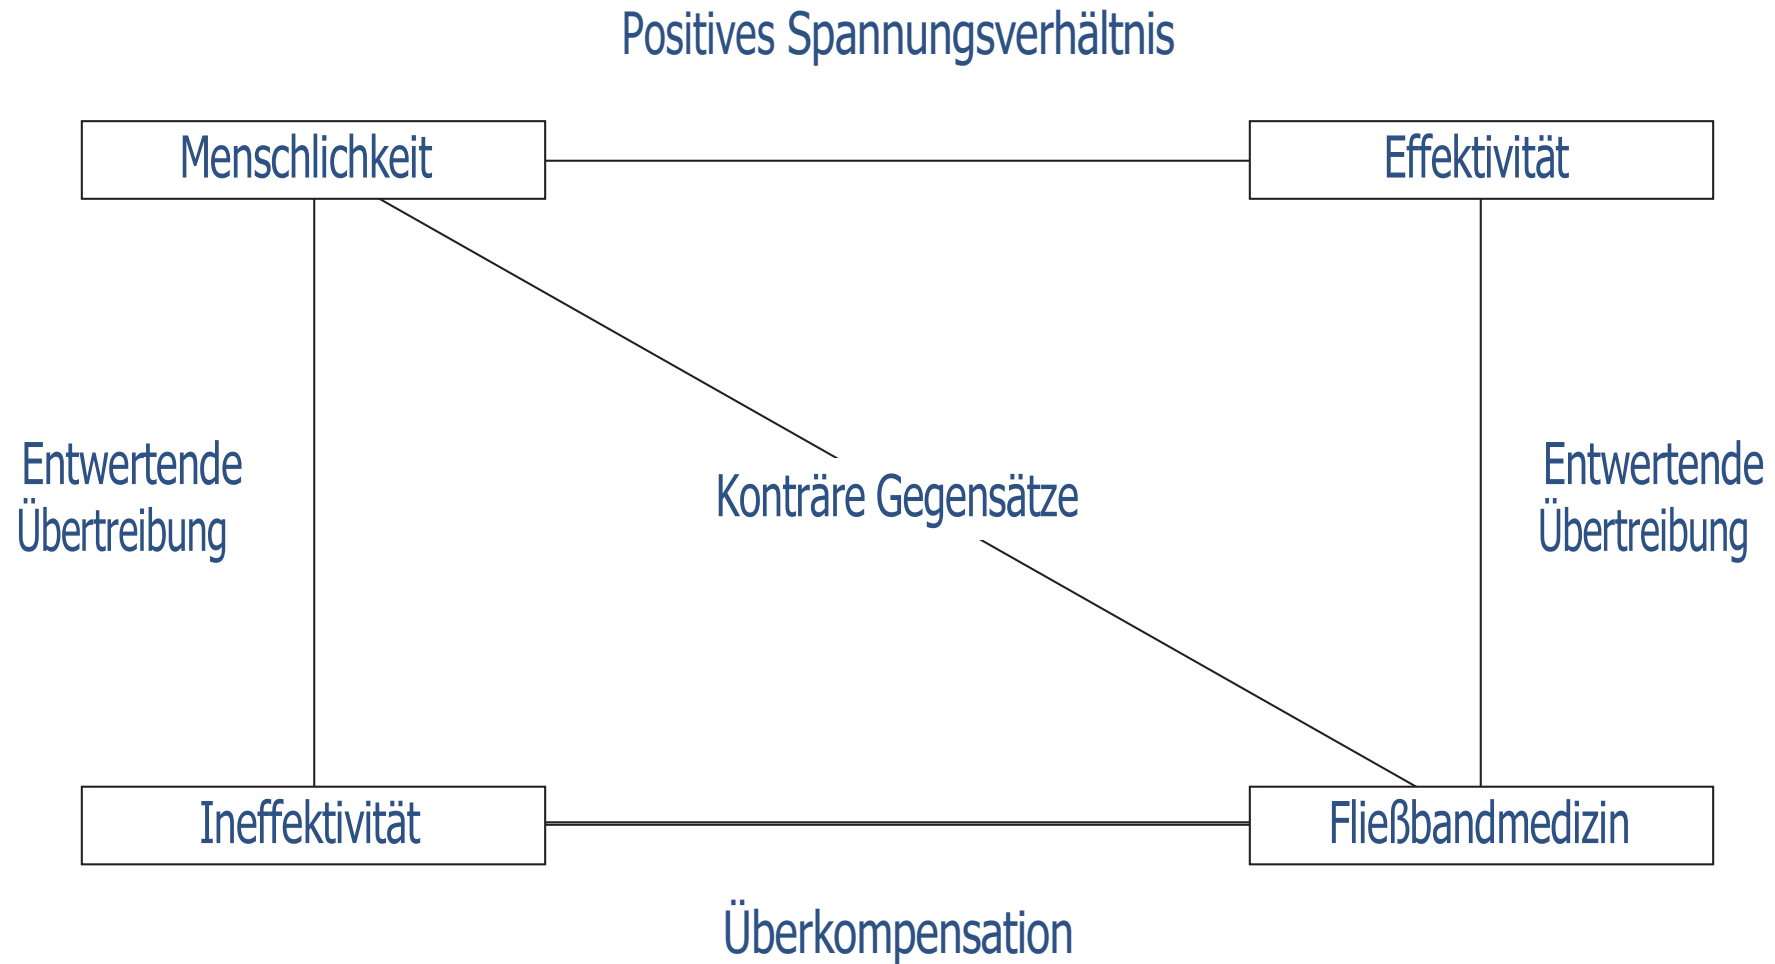 Positives Spannungsverhältnis
Menschlichkeit
Effektivität
Entwertende
Übertreibung
Konträre Gegensätze
Entwertende
Übertreibung
Ineffektivität
Fließbandmedizin
Überkompensation